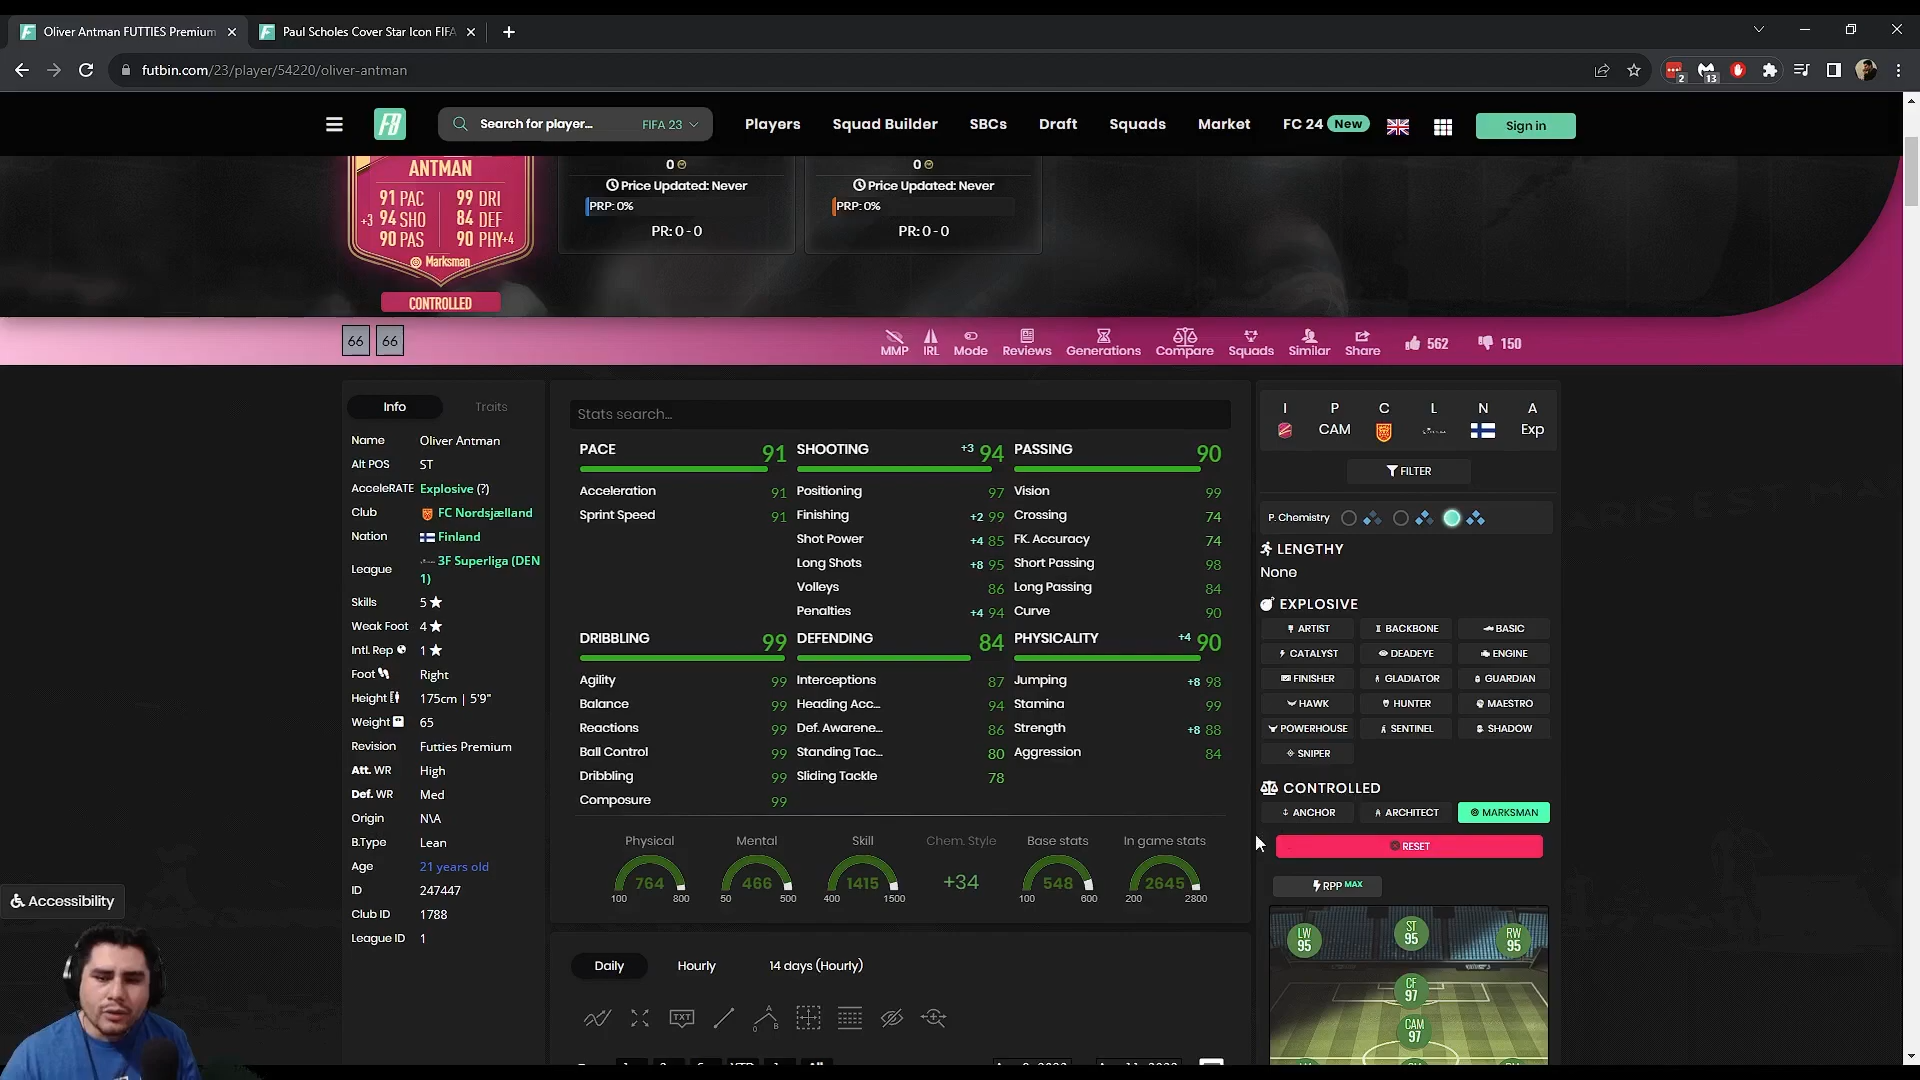 Oliver Antman FUTTIES Premium
Paul Scholes Cover Star Icon FIFA
futbin.com/23/player/54220/oliver-antman
2
13
FB
Search for player...
FIFA 23
Players
Squad Builder
SBCs
Draft
Squads
Market
FC 24 New
Sign in
ANTMAN
91 PAC 99 DRI
+3 94 SHO 84 DEF
90 PAS 90 PHY+4
Marksman
CONTROLLED
0
Price Updated: Never
PRP: 0%
PR: 0 - 0
0
Price Updated: Never
PRP: 0%
PR: 0 - 0
66 66
MMP
IRL
Mode
Reviews
Generations
Compare
Squads
Similar
Share
562
150
Info Traits
Name Oliver Antman
Alt POS ST
AcceleRATE Explosive (?)
Club FC Nordsjælland
Nation Finland
League 3F Superliga (DEN
1)
Skills 5
Weak Foot 4
Intl. Rep 1
Foot Right
Height 175cm | 5'9"
Weight 65
Revision Futties Premium
Att. WR High
Def. WR Med
Origin N\A
B.Type Lean
Age 21 years old
ID 247447
Club ID 1788
League ID 1
Stats search...
PACE 91
Acceleration 91
Sprint Speed 91
SHOOTING +3 94
Positioning 97
Finishing +2 99
Shot Power +4 85
Long Shots +8 95
Volleys 86
Penalties +4 94
PASSING 90
Vision 99
Crossing 74
FK. Accuracy 74
Short Passing 98
Long Passing 84
Curve 90
DRIBBLING 99
Agility 99
Balance 99
Reactions 99
Ball Control 99
Dribbling 99
Composure 99
DEFENDING 84
Interceptions 87
Heading Acc... 94
Def. Awarene... 86
Standing Tac... 80
Sliding Tackle 78
PHYSICALITY +4 90
Jumping +8 98
Stamina 99
Strength +8 88
Aggression 84
Physical
764
100 800
Mental
466
50 500
Skill
1415
400 1500
Chem. Style
+34
Base stats
548
100 600
In game stats
2645
200 2800
Daily
Hourly
14 days (Hourly)
TXT
I P C L N A
CAM Exp
FILTER
P. Chemistry
LENGTHY
None
EXPLOSIVE
ARTIST BACKBONE BASIC
CATALYST DEADEYE ENGINE
FINISHER GLADIATOR GUARDIAN
HAWK HUNTER MAESTRO
POWERHOUSE SENTINEL SHADOW
SNIPER
CONTROLLED
ANCHOR ARCHITECT MARKSMAN
RESET
RPP MAX
LW
95
ST
95
RW
95
CF
97
CAM
97
Accessibility